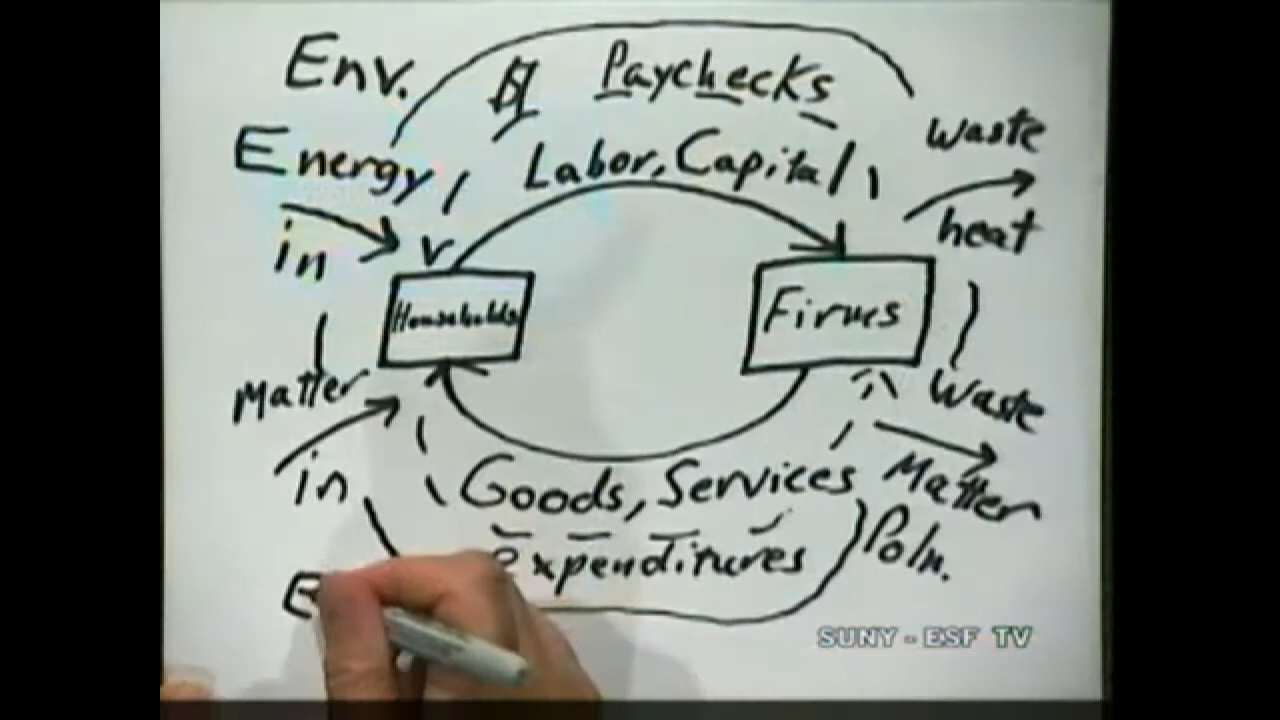 Env.
$ Paychecks
Energy
in
Labor, Capital
waste
heat
Households
Firms
Matter
in
Waste
Matter
Goods, Services
Poln.
expenditures
E
SUNY - ESF TV